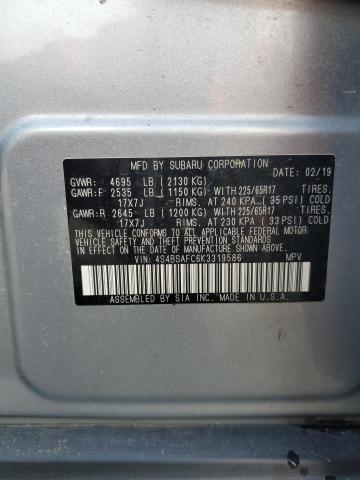 MFD. BY SUBARU CORPORATION DATE: 02/19
GVWR: 4695 LB (2130 KG)
GAWR:F 2535 LB (1150 KG) WITH 225/65R17 TIRES.
17X7J RIMS. AT 240 KPA (35 PSI) COLD
GAWR:R 2645 LB (1200 KG) WITH 225/65R17 TIRES.
17X7J RIMS. AT 230 KPA (33 PSI) COLD
THIS VEHICLE CONFORMS TO ALL APPLICABLE FEDERAL MOTOR
VEHICLE SAFETY, BUMPER, AND THEFT PREVENTION STANDARDS
IN EFFECT ON THE DATE OF MANUFACTURE SHOWN ABOVE.
VIN: 4S4BSAFC6K3319586 MPV
ASSEMBLED BY SIA INC. MADE IN U.S.A.